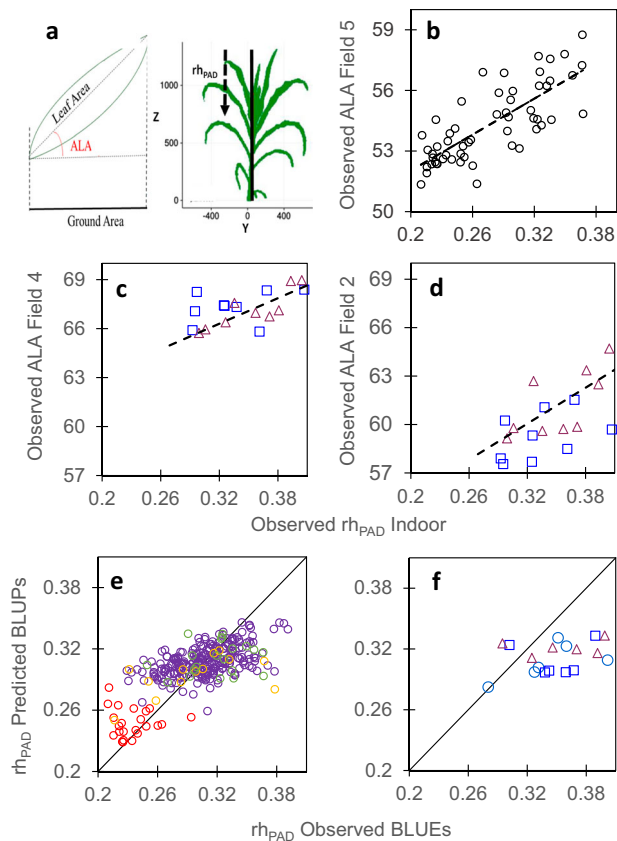 a
Leaf Area
ALA
Ground Area
rhPAD
1000
Z
500
0
-400
0
400
Y
b
Observed ALA Field 5
59
56
53
50
0.2
0.26
0.32
0.38
c
Observed ALA Field 4
69
66
63
60
57
0.2
0.26
0.32
0.38
d
Observed ALA Field 2
69
66
63
60
57
0.2
0.26
0.32
0.38
Observed rhPAD Indoor
e
rhPAD Predicted BLUPs
0.38
0.32
0.26
0.2
0.2
0.26
0.32
0.38
f
0.38
0.32
0.26
0.2
0.2
0.26
0.32
0.38
rhPAD Observed BLUEs